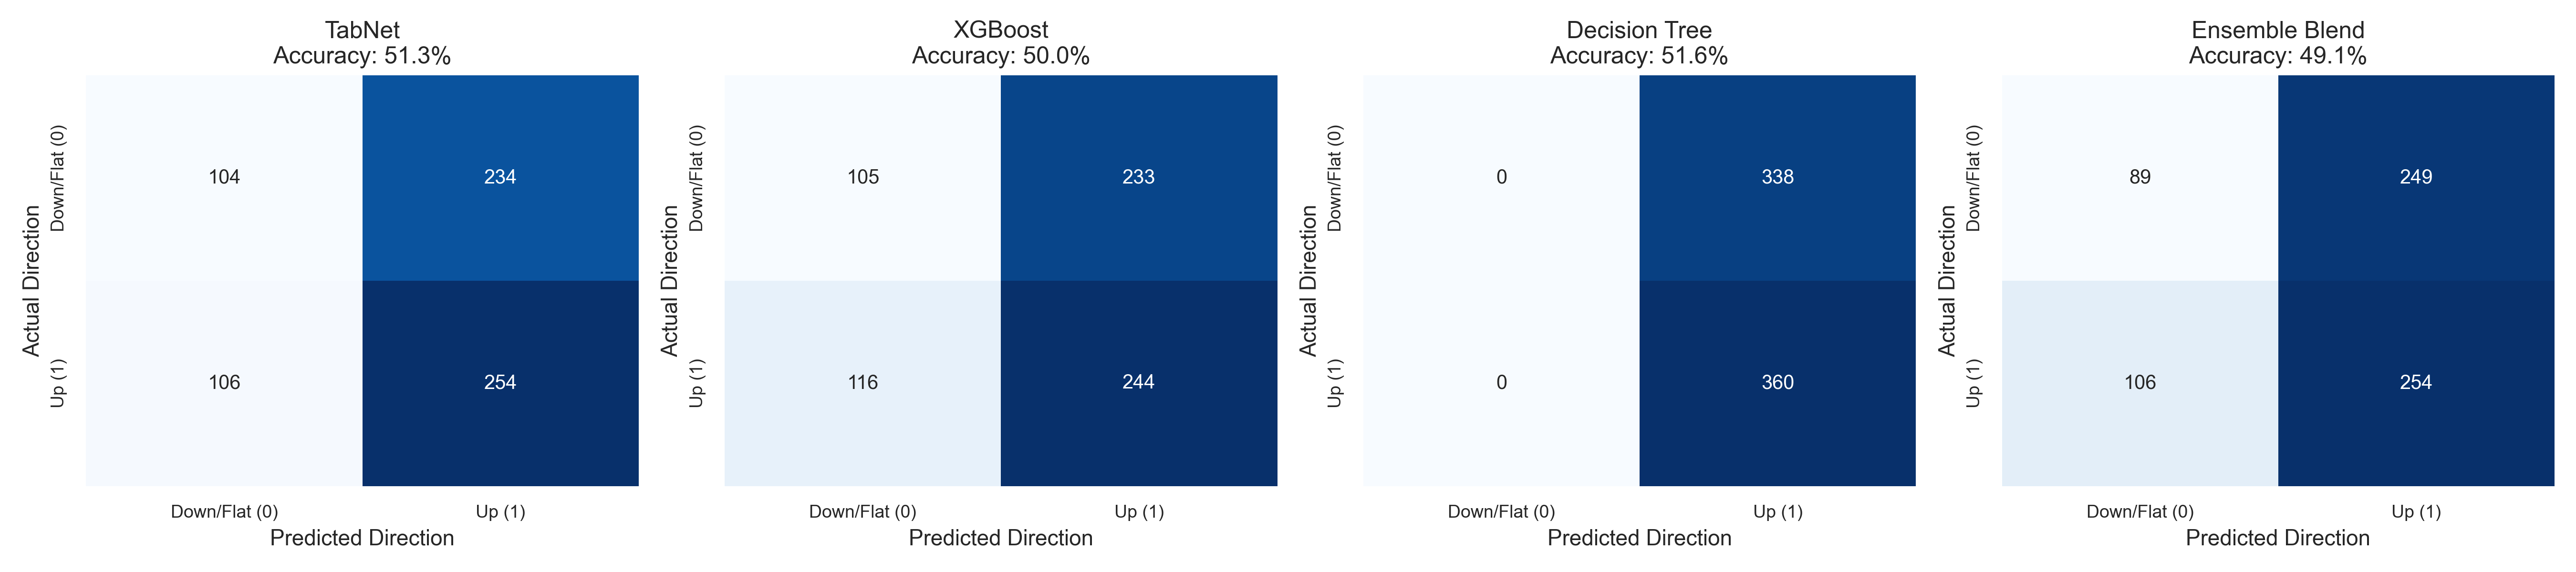 TabNet
Accuracy: 51.3%
Actual Direction
Down/Flat (0)
Up (1)
104
234
106
254
Down/Flat (0)
Up (1)
Predicted Direction
XGBoost
Accuracy: 50.0%
Actual Direction
Down/Flat (0)
Up (1)
105
233
116
244
Down/Flat (0)
Up (1)
Predicted Direction
Decision Tree
Accuracy: 51.6%
Actual Direction
Down/Flat (0)
Up (1)
0
338
0
360
Down/Flat (0)
Up (1)
Predicted Direction
Ensemble Blend
Accuracy: 49.1%
Actual Direction
Down/Flat (0)
Up (1)
89
249
106
254
Down/Flat (0)
Up (1)
Predicted Direction